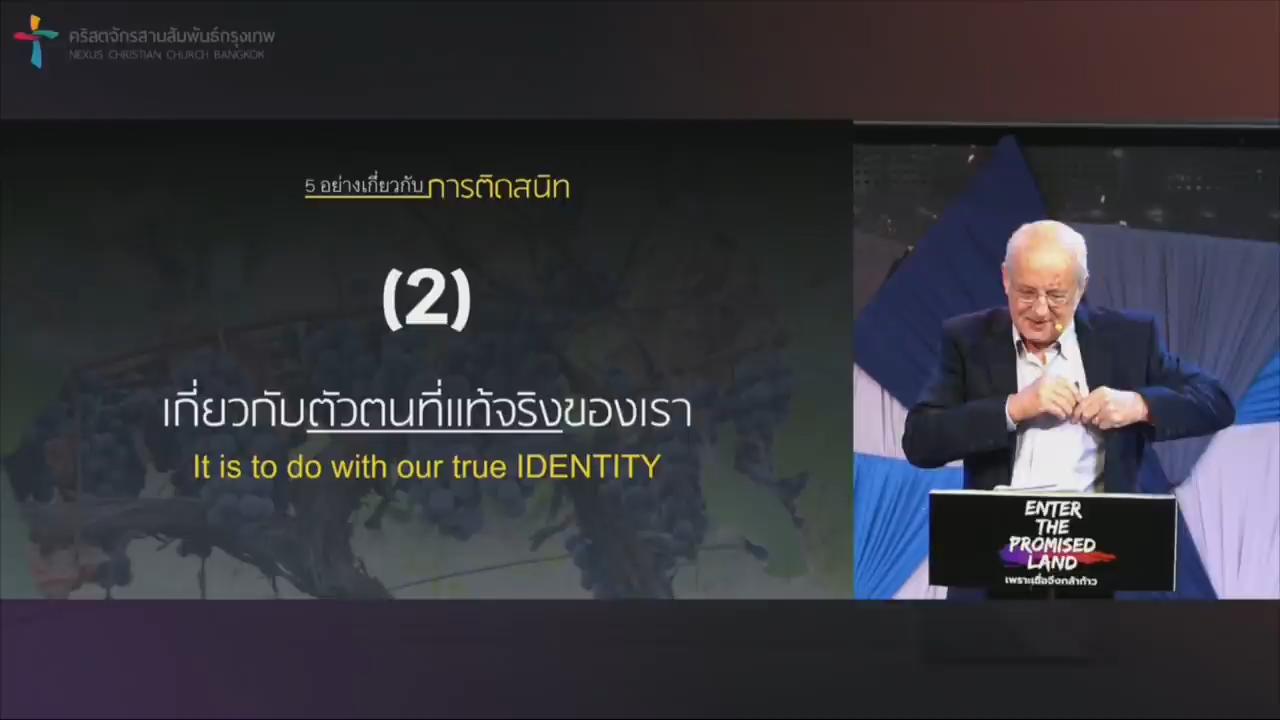 คริสตจักรสานสัมพันธ์กรุงเทพ
NEXUS CHRISTIAN CHURCH BANGKOK
5 อย่างเกี่ยวกับการติดสนิท
(2)
เกี่ยวกับตัวตนที่แท้จริงของเรา
It is to do with our true IDENTITY
ENTER
THE
PROMISED
LAND
เพราะเชื่อจึงกล้าก้าว